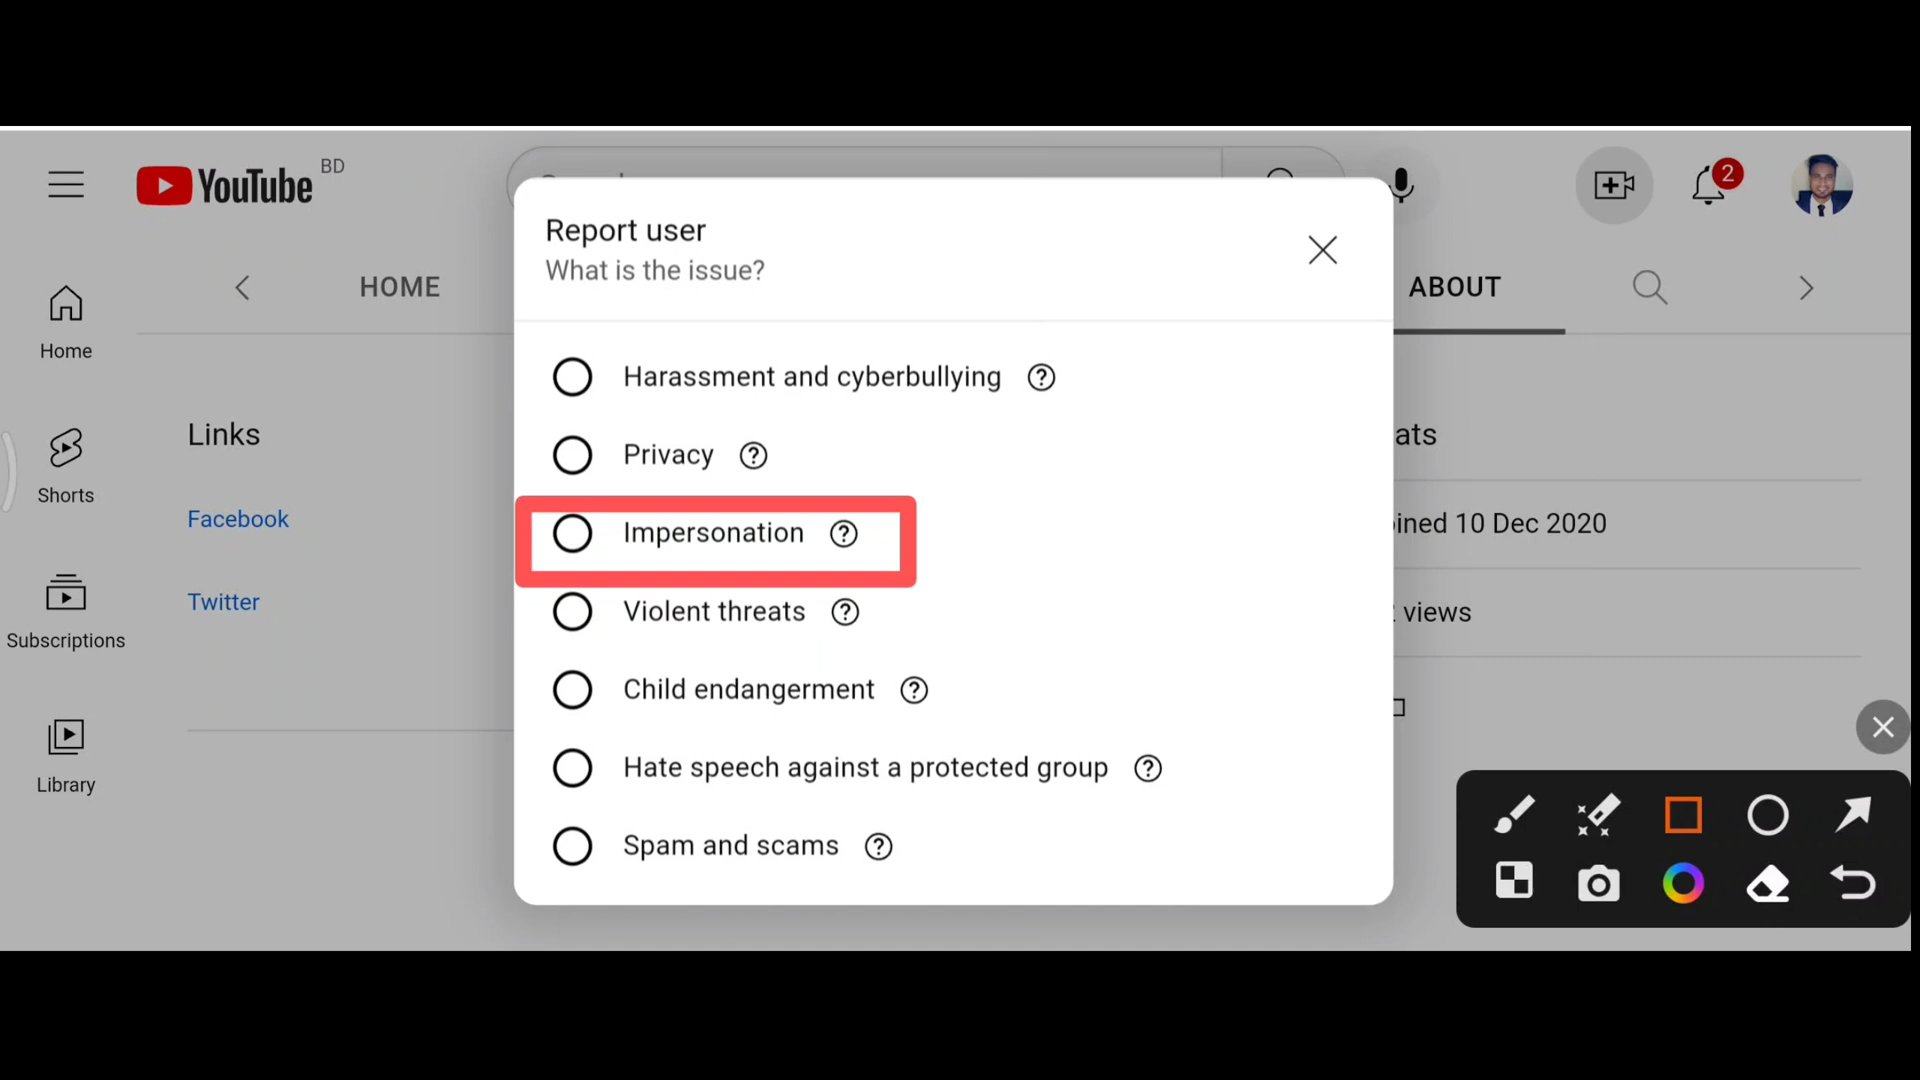 YouTube BD
2
Report user
What is the issue?
HOME
ABOUT
Home
Harassment and cyberbullying
Links
ats
Privacy
Shorts
Facebook
Impersonation
ined 10 Dec 2020
Twitter
Violent threats
views
Subscriptions
Child endangerment
Hate speech against a protected group
Library
Spam and scams